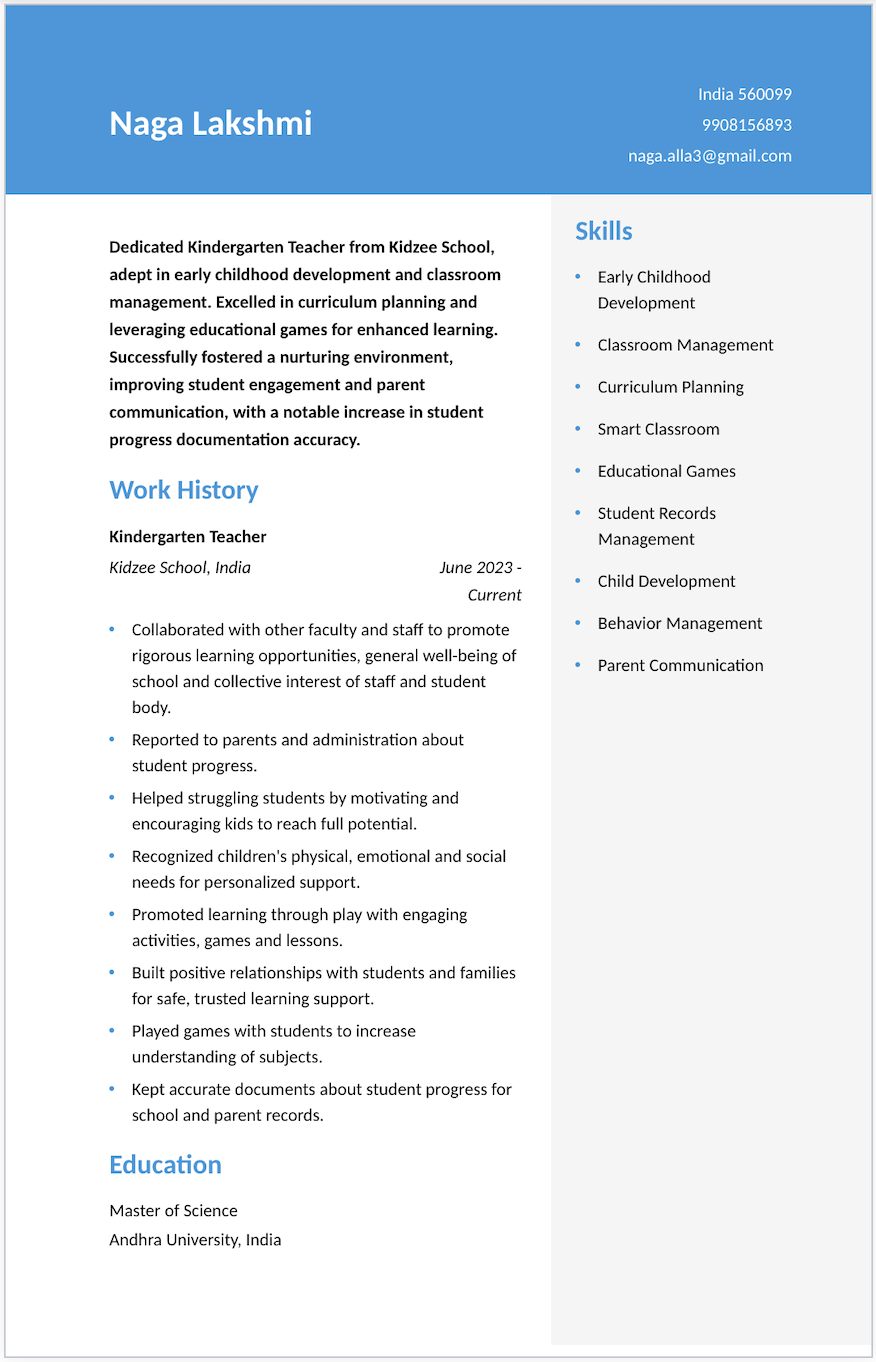 Naga Lakshmi
India 560099
9908156893
naga.alla3@gmail.com
Dedicated Kindergarten Teacher from Kidzee School,
adept in early childhood development and classroom
management. Excelled in curriculum planning and
leveraging educational games for enhanced learning.
Successfully fostered a nurturing environment,
improving student engagement and parent
communication, with a notable increase in student
progress documentation accuracy.
Work History
Kindergarten Teacher
Kidzee School, India
June 2023 -
Current
• Collaborated with other faculty and staff to promote
rigorous learning opportunities, general well-being of
school and collective interest of staff and student
body.
• Reported to parents and administration about
student progress.
• Helped struggling students by motivating and
encouraging kids to reach full potential.
• Recognized children's physical, emotional and social
needs for personalized support.
• Promoted learning through play with engaging
activities, games and lessons.
• Built positive relationships with students and families
for safe, trusted learning support.
• Played games with students to increase
understanding of subjects.
• Kept accurate documents about student progress for
school and parent records.
Education
Master of Science
Andhra University, India
Skills
• Early Childhood
Development
• Classroom Management
• Curriculum Planning
• Smart Classroom
• Educational Games
• Student Records
Management
• Child Development
• Behavior Management
• Parent Communication